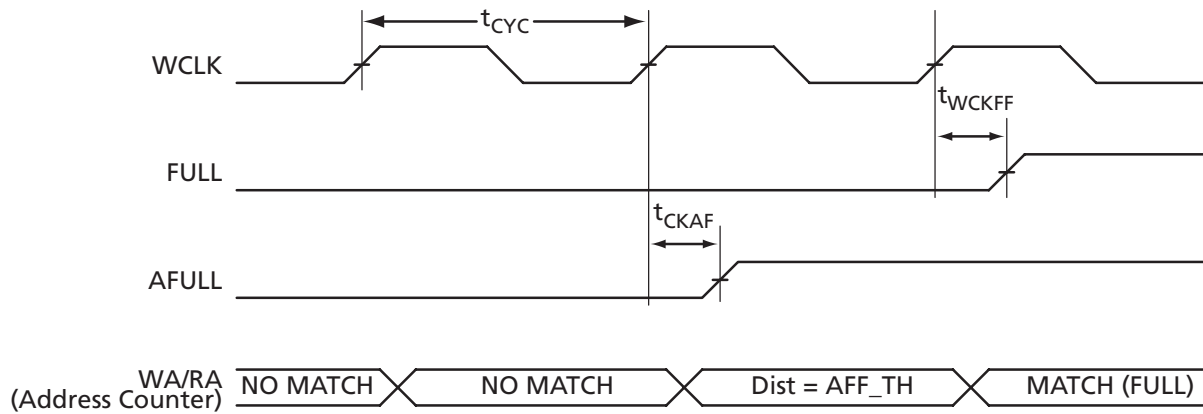 tCYC
WCLK
tWCKFF
FULL
tCKAF
AFULL
WA/RA
(Address Counter)
NO MATCH
NO MATCH
Dist = AFF_TH
MATCH (FULL)